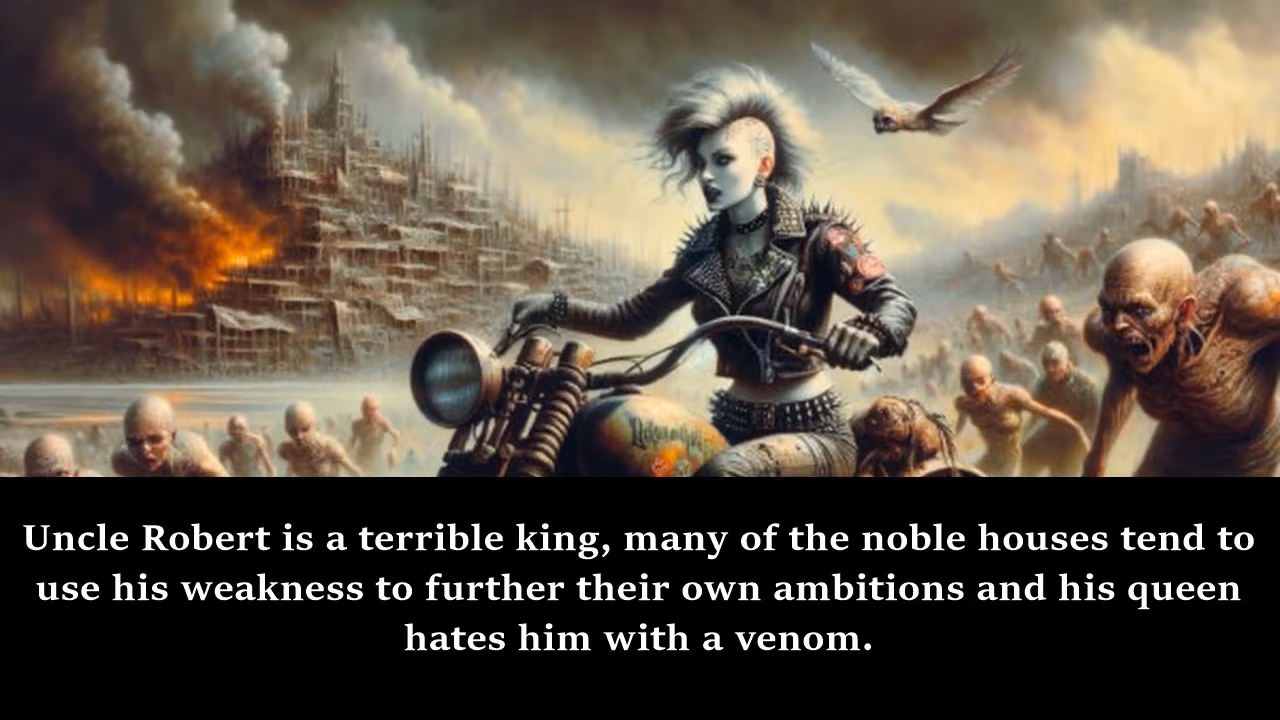 Uncle Robert is a terrible king, many of the noble houses tend to
use his weakness to further their own ambitions and his queen
hates him with a venom.